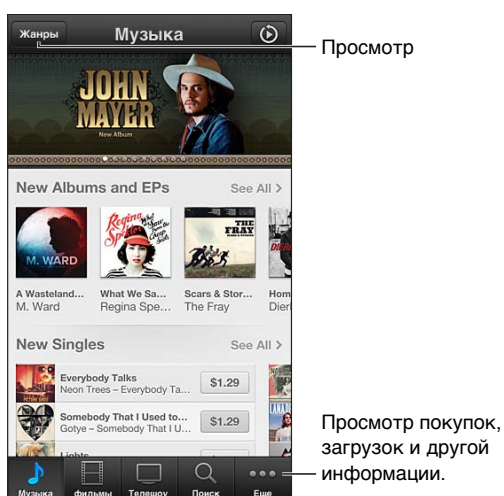 Жанры
Музыка
Просмотр
JOHN
MAYER
New Album
New Albums and EPs
See All >
M. WARD
Regina
THE
FRAY
A Wasteland...
What We Sa...
Scars & Stor...
Hom
M. Ward
Regina Spe...
The Fray
Dierl
New Singles
See All >
Everybody Talks
Neon Trees – Everybody Ta...
$1.29
Somebody That I Used to...
Gotye – Somebody That I U...
$1.29
Lights
Просмотр покупок,
загрузок и другой
информации.
Музыка
фильмы
Телешоу
Поиск
Еще